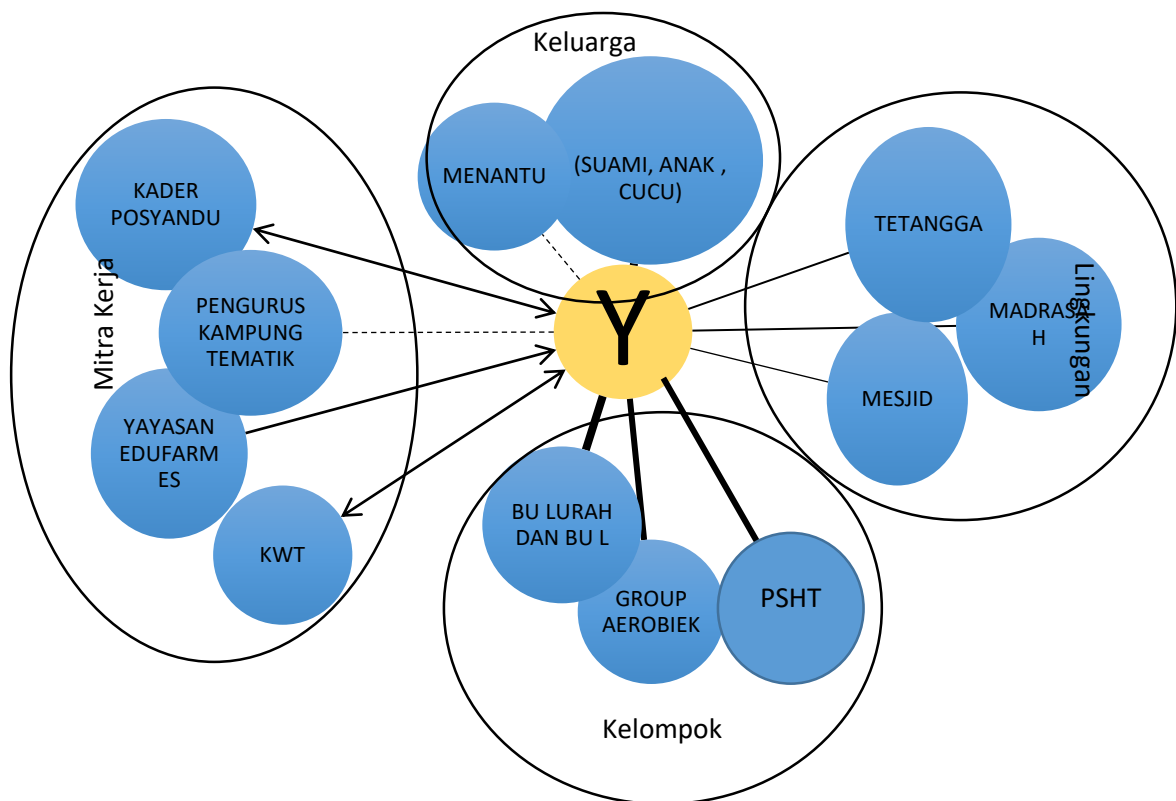 Keluarga
MENANTU
(SUAMI, ANAK ,
CUCU)
Mitra Kerja
KADER
POSYANDU
PENGURUS
KAMPUNG
TEMATIK
YAYASAN
EDUFARM
ES
KWT
Y
Lingkungan
TETANGGA
MADRASA
H
MESJID
BU LURAH
DAN BU L
GROUP
AEROBIEK
PSHT
Kelompok